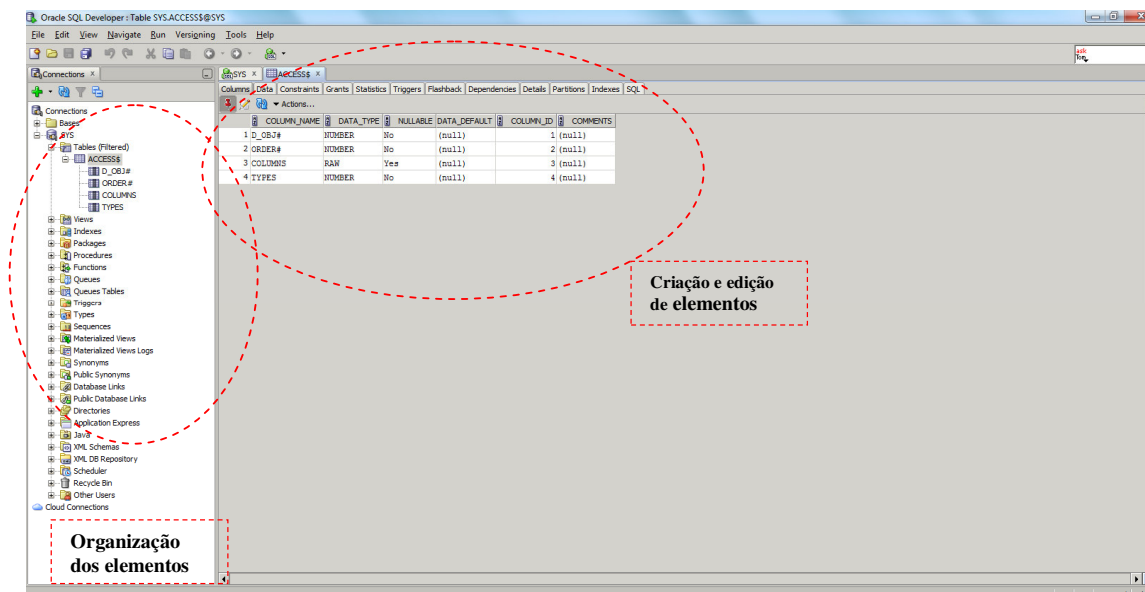 Oracle SQL Developer : Table SYS.ACCESS$@SYS
File Edit View Navigate Run Versioning Tools Help
ask Tom
Connections
SYS
ACCESS$
Columns Data Constraints Grants Statistics Triggers Flashback Dependencies Details Partitions Indexes SQL
Actions...
COLUMN_NAME DATA_TYPE NULLABLE DATA_DEFAULT COLUMN_ID COMMENTS
1 D_OBJ# NUMBER No (null) 1 (null)
2 ORDER# NUMBER No (null) 2 (null)
3 COLUMNS RAW Yes (null) 3 (null)
4 TYPES NUMBER No (null) 4 (null)
Connections
Bases
SYS
Tables (Filtered)
ACCESS$
D_OBJ#
ORDER#
COLUMNS
TYPES
Views
Indexes
Packages
Procedures
Functions
Queues
Queues Tables
Triggers
Types
Sequences
Materialized Views
Materialized Views Logs
Synonyms
Public Synonyms
Database Links
Public Database Links
Directories
Application Express
Java
XML Schemas
XML DB Repository
Scheduler
Recycle Bin
Other Users
Cloud Connections
Criação e edição
de elementos
Organização
dos elementos